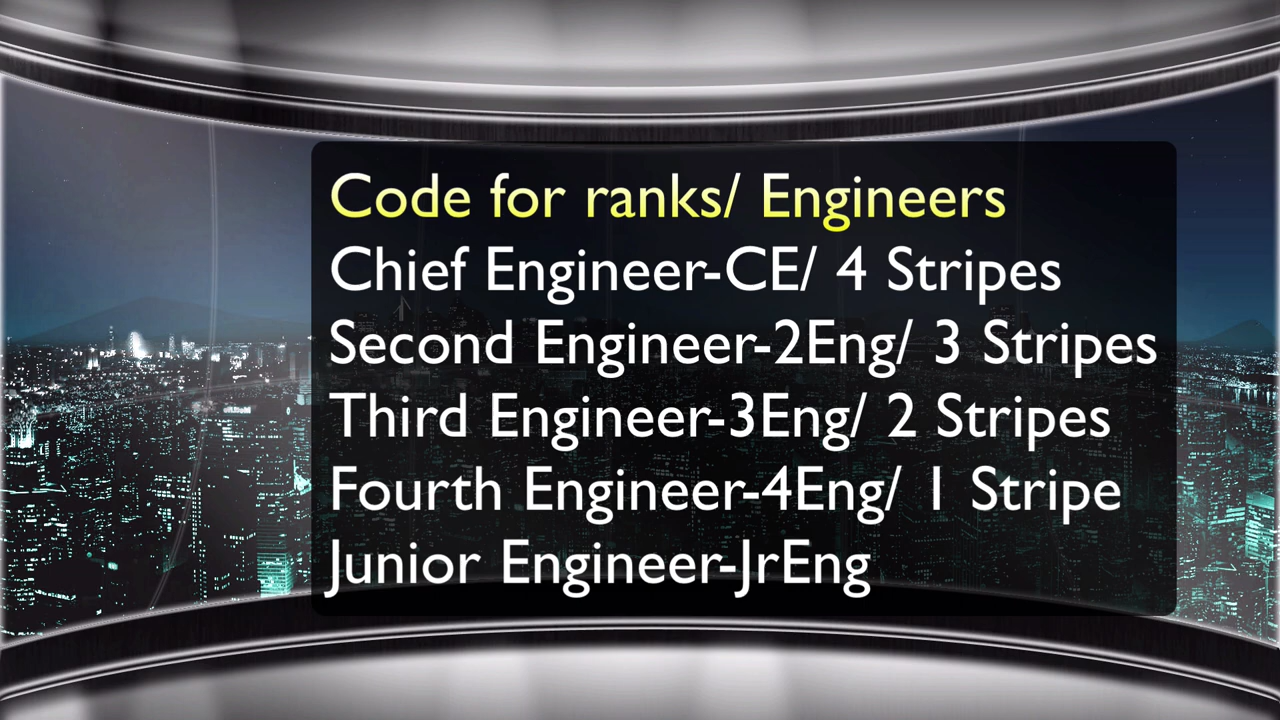 Code for ranks/ Engineers
Chief Engineer-CE/ 4 Stripes
Second Engineer-2Eng/ 3 Stripes
Third Engineer-3Eng/ 2 Stripes
Fourth Engineer-4Eng/ 1 Stripe
Junior Engineer-JrEng